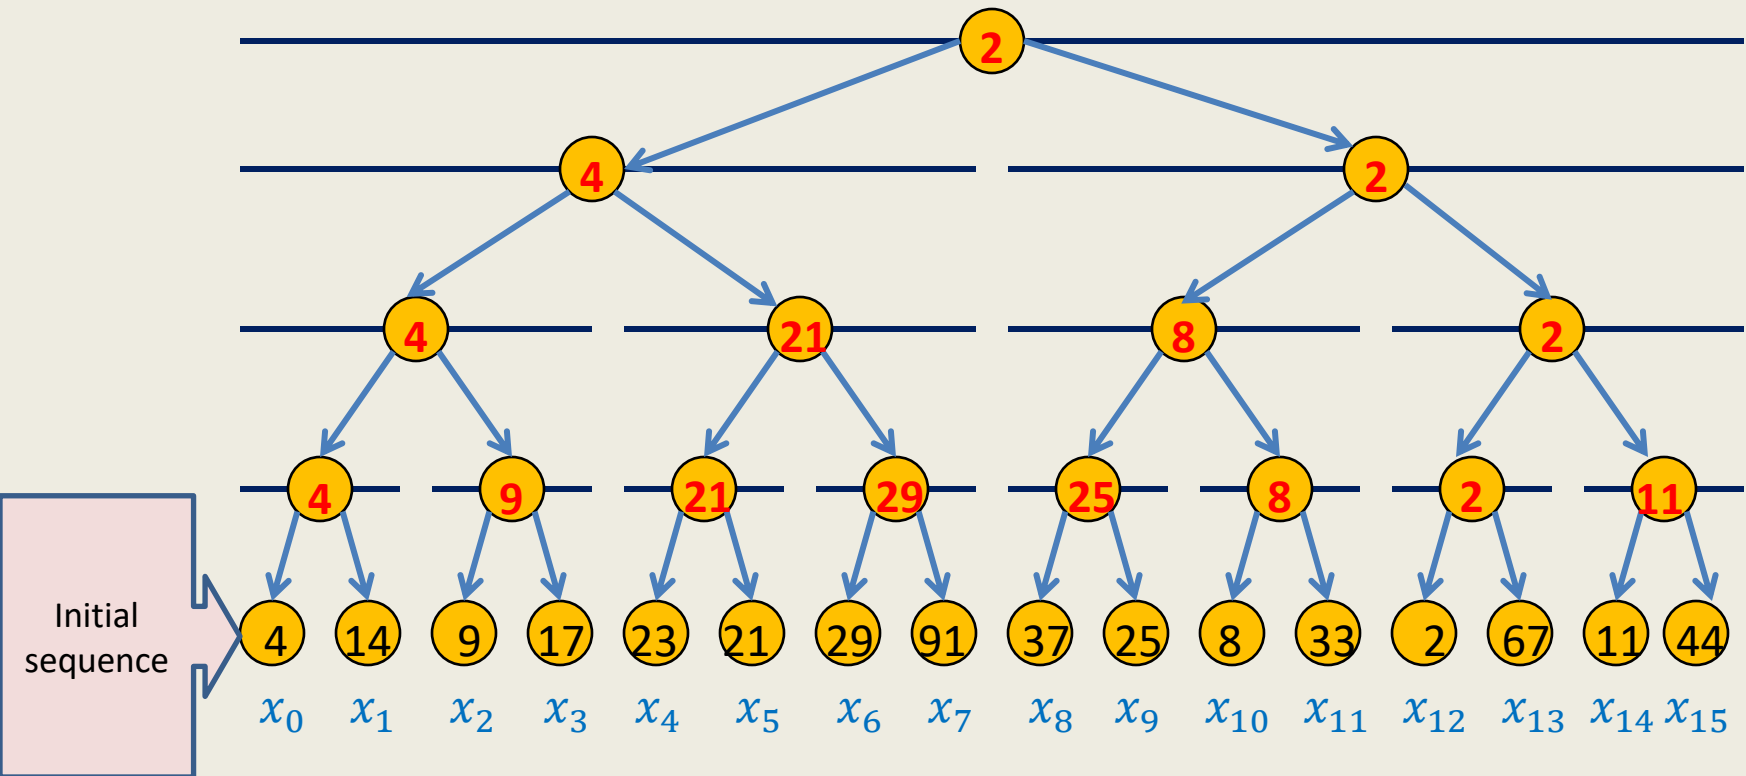 2
4 2
4 21 8 2
4 9 21 29 25 8 2 11
Initial
sequence
4 14 9 17 23 21 29 91 37 25 8 33 2 67 11 44
x₀ x₁ x₂ x₃ x₄ x₅ x₆ x₇ x₈ x₉ x₁₀ x₁₁ x₁₂ x₁₃ x₁₄ x₁₅